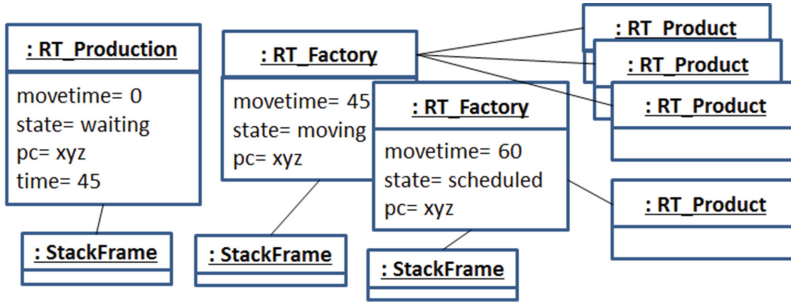 : RT_Production
movetime= 0
state= waiting
pc= xyz
time= 45
: StackFrame
: RT_Factory
movetime= 45
state= moving
pc= xyz
: StackFrame
: RT_Factory
movetime= 60
state= scheduled
pc= xyz
: StackFrame
: RT_Product
: RT_Product
: RT_Product
: RT_Product